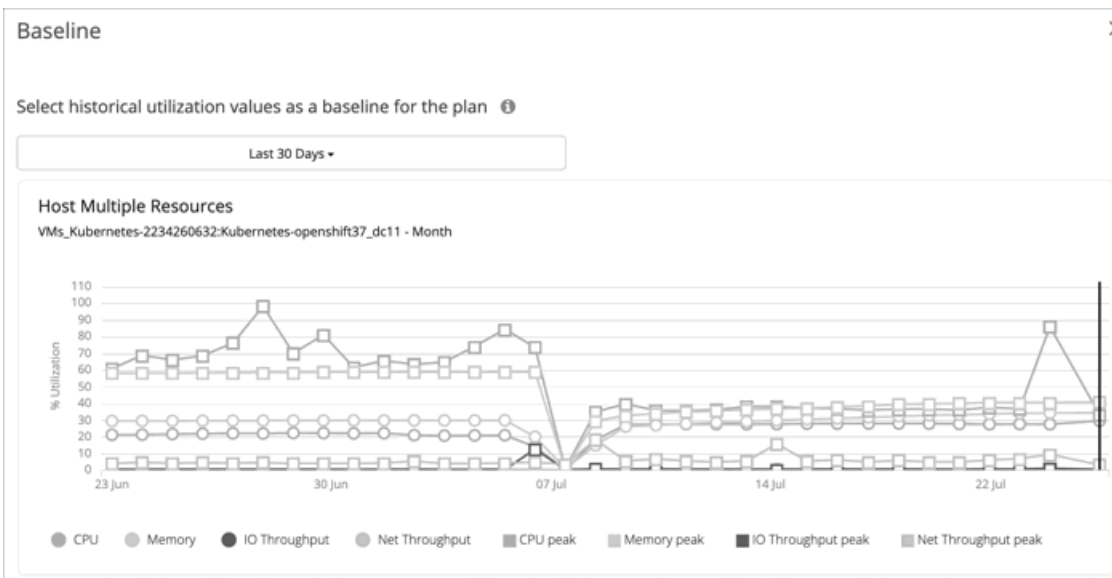 Baseline
Select historical utilization values as a baseline for the plan
Last 30 Days
Host Multiple Resources
VMs_Kubernetes-2234260632:Kubernetes-openshift37_dc11 - Month
% Utilization
110
100
90
80
70
60
50
40
30
20
10
0
23 Jun 30 Jun 07 Jul 14 Jul 22 Jul
CPU Memory IO Throughput Net Throughput CPU peak Memory peak IO Throughput peak Net Throughput peak